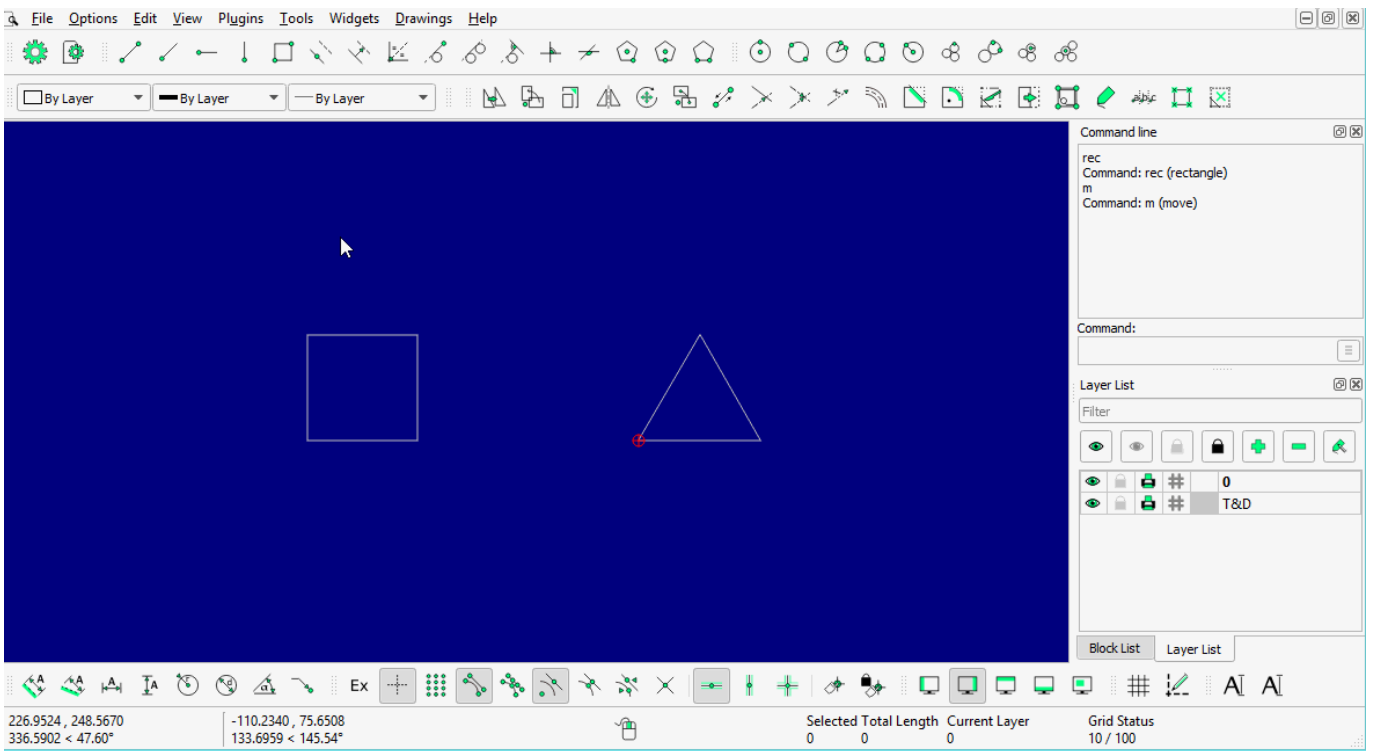 File Options Edit View Plugins Tools Widgets Drawings Help
By Layer By Layer By Layer
Command line
rec
Command: rec (rectangle)
m
Command: m (move)
Command:
Layer List
Filter
0
T&D
Block List Layer List
Ex
226.9524 , 248.5670 -110.2340 , 75.6508 Selected Total Length Current Layer Grid Status
336.5902 < 47.60° 133.6959 < 145.54° 0 0 0 10 / 100